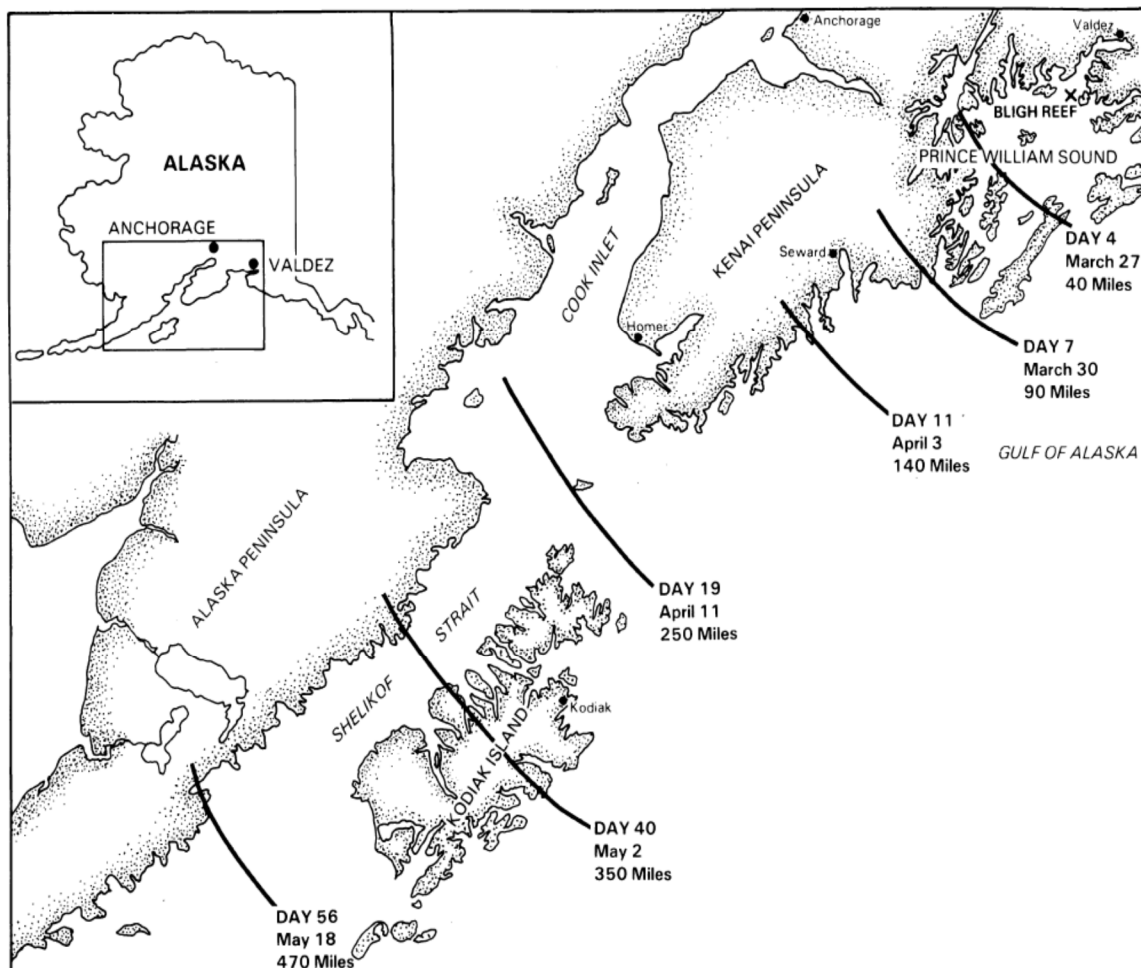 ALASKA
ANCHORAGE
VALDEZ
Anchorage
Valdez
BLIGH REEF
PRINCE WILLIAM SOUND
COOK INLET
KENAI PENINSULA
Seward
Homer
DAY 4
March 27
40 Miles
DAY 7
March 30
90 Miles
DAY 11
April 3
140 Miles
GULF OF ALASKA
ALASKA PENINSULA
DAY 19
April 11
250 Miles
SHELIKOF STRAIT
Kodiak
KODIAK ISLAND
DAY 40
May 2
350 Miles
DAY 56
May 18
470 Miles